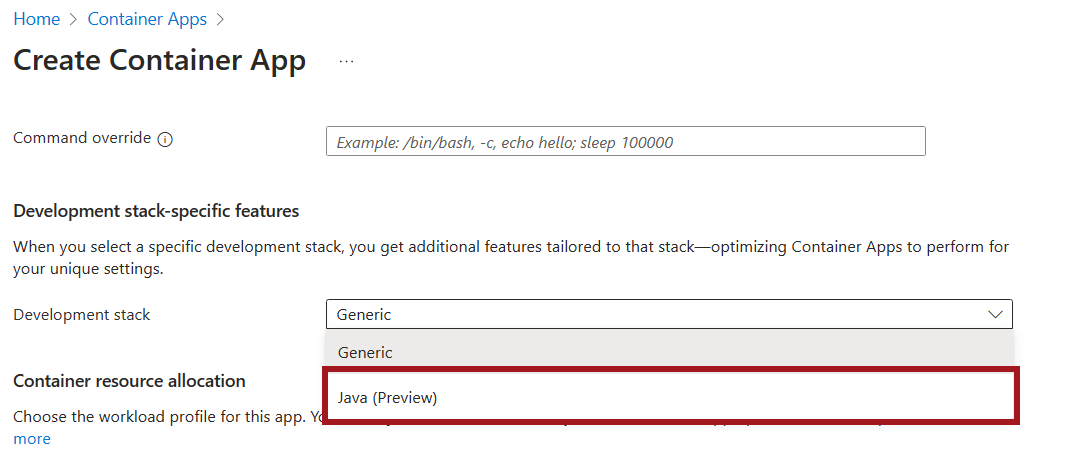 Home > Container Apps >
Create Container App ...
Command override
Example: /bin/bash, -c, echo hello; sleep 100000
Development stack-specific features
When you select a specific development stack, you get additional features tailored to that stack—optimizing Container Apps to perform for
your unique settings.
Development stack
Generic
Generic
Java (Preview)
Container resource allocation
Choose the workload profile for this app.
more